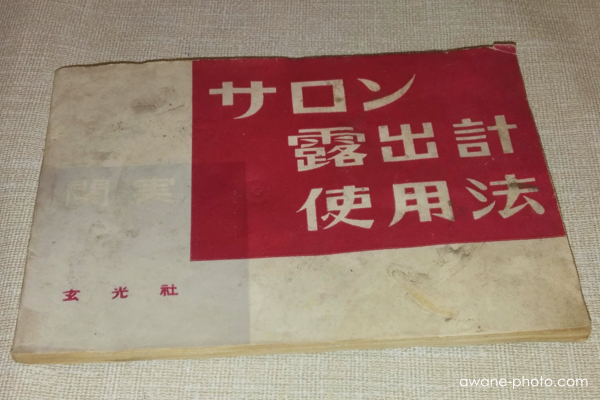 サロン
露出計
使用法
玄光社
awane-photo.com